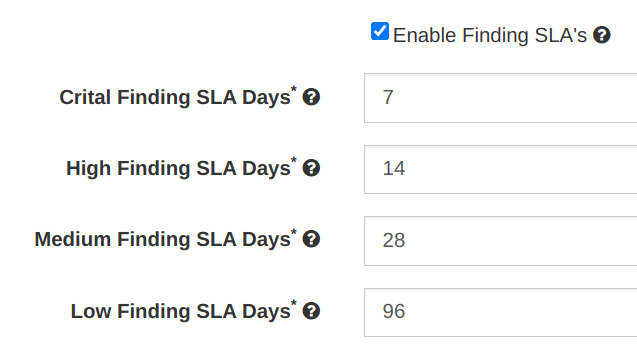 Enable Finding SLA's
Crital Finding SLA Days* 7
High Finding SLA Days* 14
Medium Finding SLA Days* 28
Low Finding SLA Days* 96